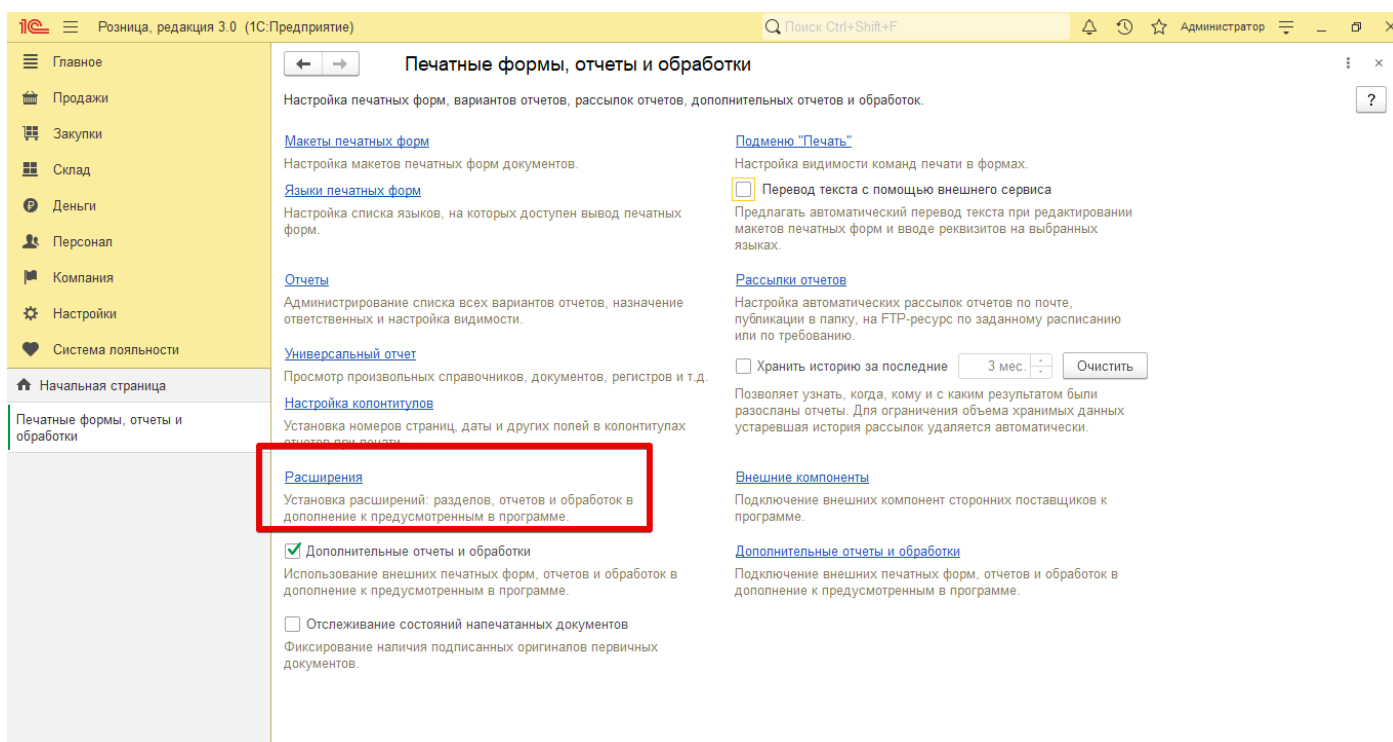 1С Розница, редакция 3.0 (1С:Предприятие) Поиск Ctrl+Shift+F Администратор
Главное
Продажи
Закупки
Склад
Деньги
Персонал
Компания
Настройки
Система лояльности
Начальная страница
Печатные формы, отчеты и
обработки
Печатные формы, отчеты и обработки
Настройка печатных форм, вариантов отчетов, рассылок отчетов, дополнительных отчетов и обработок.
?
Макеты печатных форм
Настройка макетов печатных форм документов.
Языки печатных форм
Настройка списка языков, на которых доступен вывод печатных
форм.
Отчеты
Администрирование списка всех вариантов отчетов, назначение
ответственных и настройка видимости.
Универсальный отчет
Просмотр произвольных справочников, документов, регистров и т.д.
Настройка колонтитулов
Установка номеров страниц, даты и других полей в колонтитулах
отчетов при печати.
Расширения
Установка расширений: разделов, отчетов и обработок в
дополнение к предусмотренным в программе.
Дополнительные отчеты и обработки
Использование внешних печатных форм, отчетов и обработок в
дополнение к предусмотренным в программе.
Отслеживание состояний напечатанных документов
Фиксирование наличия подписанных оригиналов первичных
документов.
Подменю "Печать"
Настройка видимости команд печати в формах.
Перевод текста с помощью внешнего сервиса
Предлагать автоматический перевод текста при редактировании
макетов печатных форм и вводе реквизитов на выбранных
языках.
Рассылки отчетов
Настройка автоматических рассылок отчетов по почте,
публикации в папку, на FTP-ресурс по заданному расписанию
или по требованию.
Хранить историю за последние 3 мес. Очистить
Позволяет узнать, когда, кому и с каким результатом были
разосланы отчеты. Для ограничения объема хранимых данных
устаревшая история рассылок удаляется автоматически.
Внешние компоненты
Подключение внешних компонент сторонних поставщиков к
программе.
Дополнительные отчеты и обработки
Подключение внешних печатных форм, отчетов и обработок в
дополнение к предусмотренным в программе.